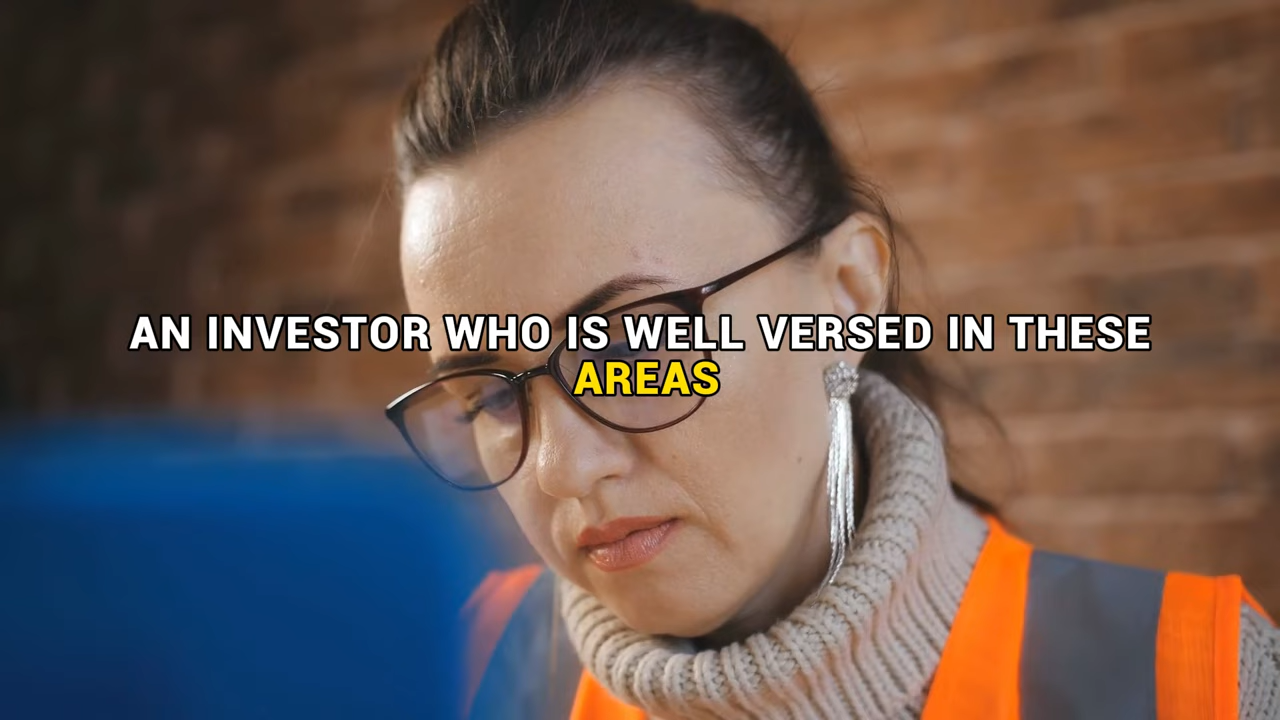 AN INVESTOR WHO IS WELL VERSED IN THESE
AREAS